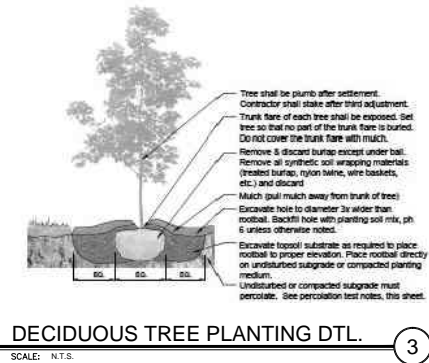 Tree shall be plumb after settlement.
Contractor shall stake after third adjustment.
Trunk flare of each tree shall be exposed. Set
tree so that no part of the trunk flare is buried.
Do not cover the trunk flare with mulch.
Remove & discard burlap except under ball.
Remove all synthetic soil wrapping materials
(treated burlap, nylon twine, wire baskets,
etc.) and discard
Mulch (pull mulch away from trunk of tree)
Excavate hole to diameter 3x wider than
rootball. Backfill hole with planting soil mix, ph
6 unless otherwise noted.
Excavate topsoil substrate as required to place
rootball to proper elevation. Place rootball directly
on undisturbed subgrade or compacted planting
medium.
Undisturbed or compacted subgrade must
percolate. See percolation test notes, this sheet.
DECIDUOUS TREE PLANTING DTL.
3
SCALE: N.T.S.